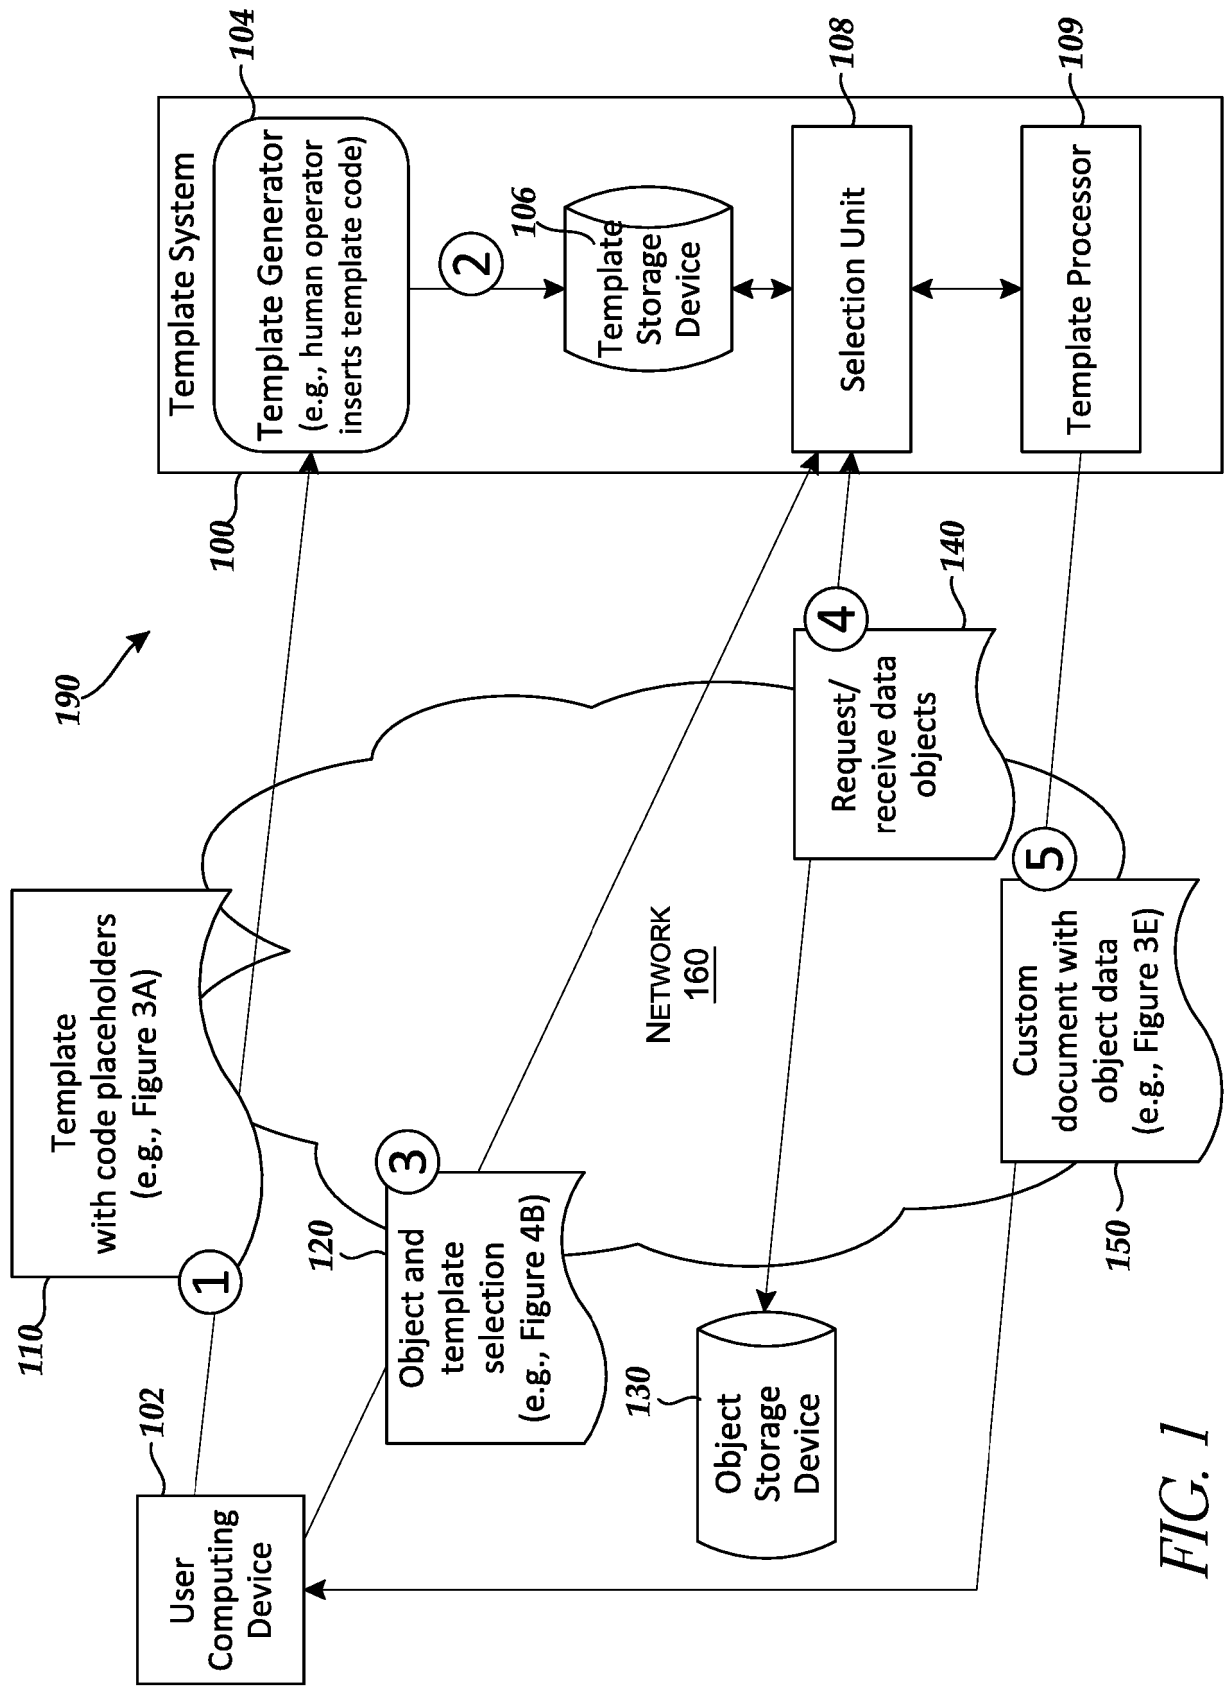 190
110
Template
with code placeholders
(e.g., Figure 3A)
1
102
User
Computing
Device
120
3
Object and
template
selection
(e.g., Figure 4B)
NETWORK
160
130
Object
Storage
Device
4
140
Request/
receive data
objects
5
150
Custom
document with
object data
(e.g., Figure 3E)
100
Template System
104
Template Generator
(e.g., human operator
inserts template code)
2
106
Template
Storage
Device
108
Selection Unit
109
Template Processor
FIG. 1